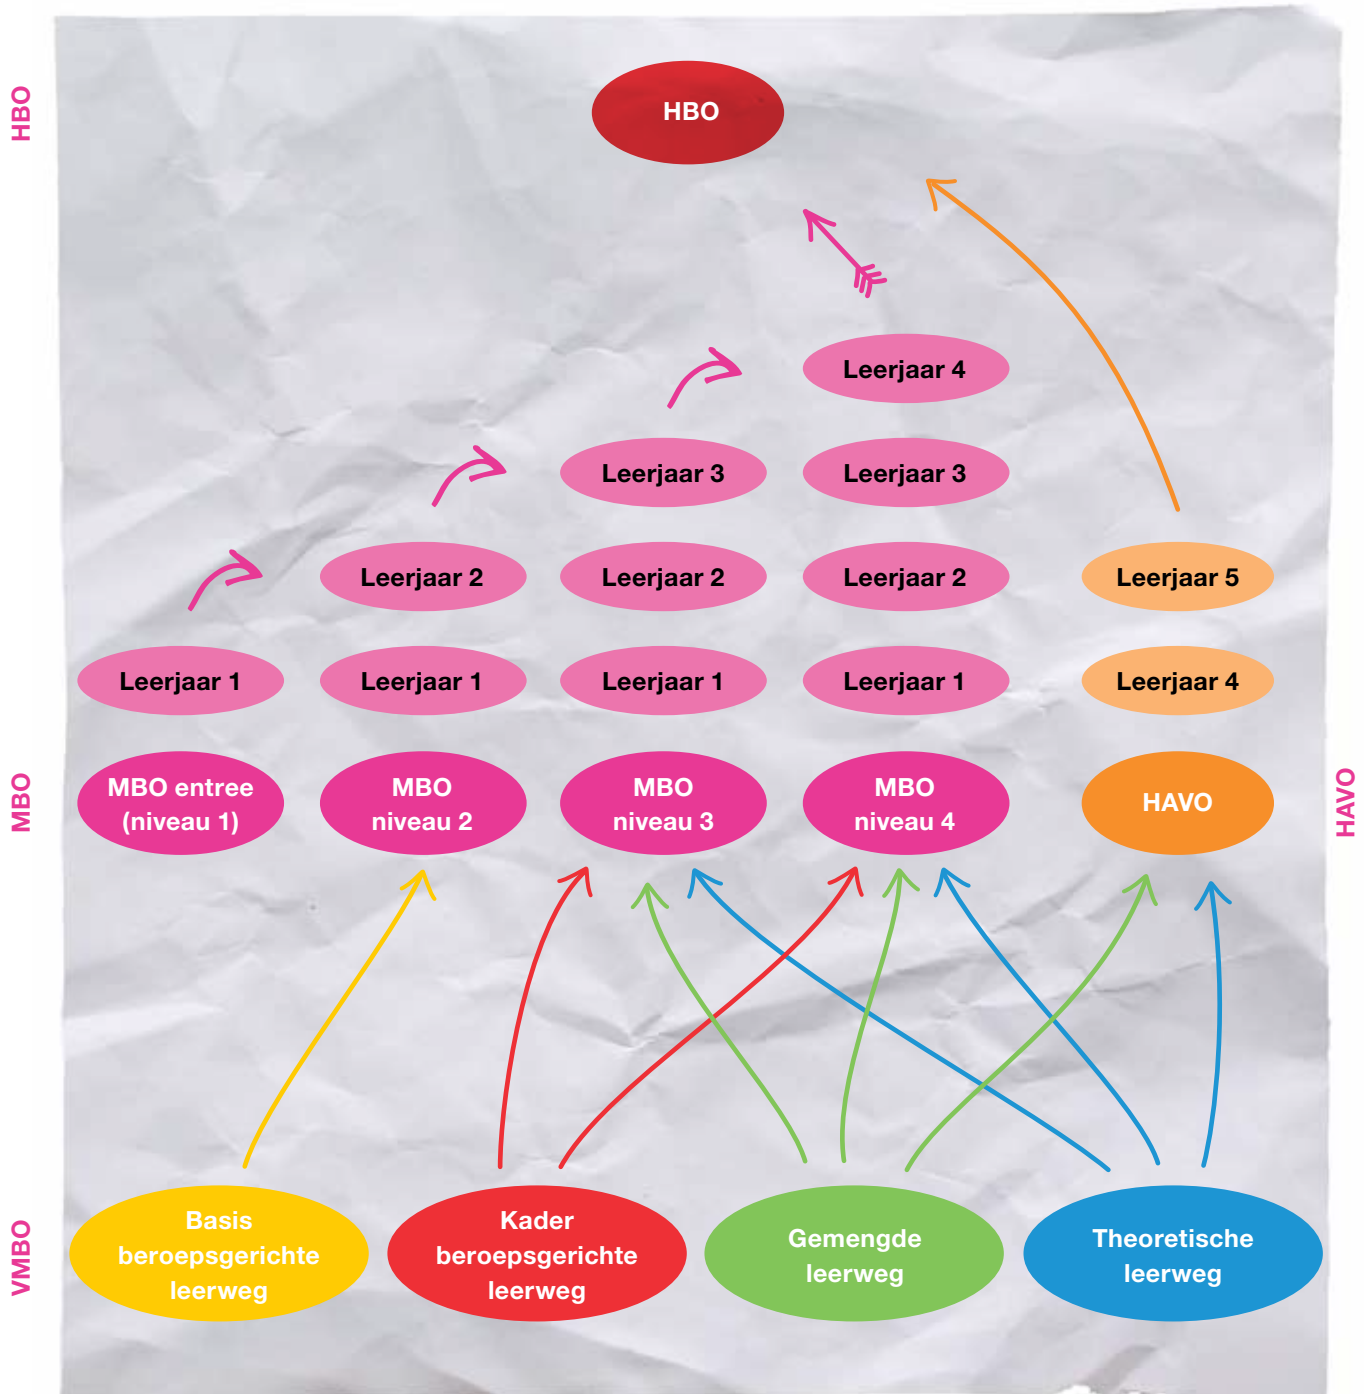 HBO
HBO
Leerjaar 4
Leerjaar 3
Leerjaar 3
Leerjaar 2
Leerjaar 2
Leerjaar 2
Leerjaar 5
Leerjaar 1
Leerjaar 1
Leerjaar 1
Leerjaar 1
Leerjaar 4
MBO
MBO entree
(niveau 1)
MBO
niveau 2
MBO
niveau 3
MBO
niveau 4
HAVO
HAVO
VMBO
Basis
beroepsgerichte
leerweg
Kader
beroepsgerichte
leerweg
Gemengde
leerweg
Theoretische
leerweg